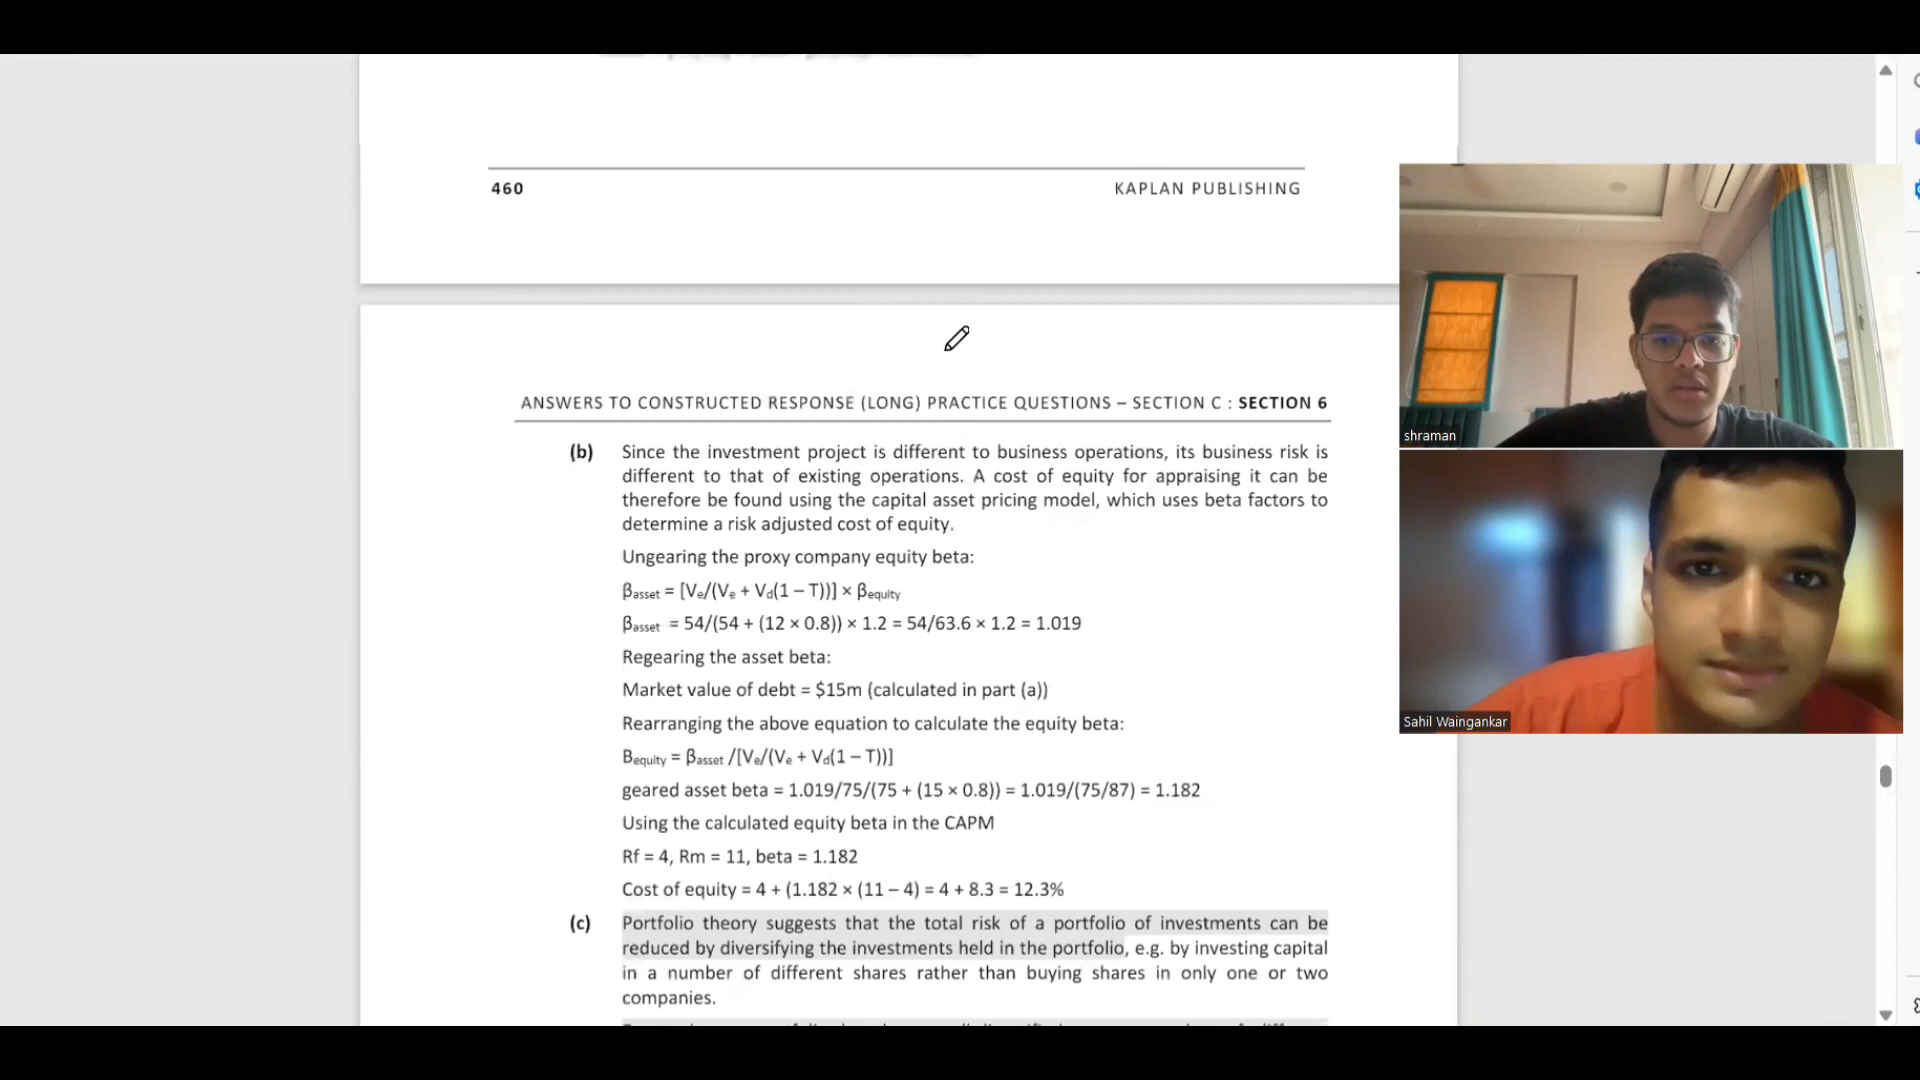 460
KAPLAN PUBLISHING
ANSWERS TO CONSTRUCTED RESPONSE (LONG) PRACTICE QUESTIONS – SECTION C : SECTION 6
(b) Since the investment project is different to business operations, its business risk is
different to that of existing operations. A cost of equity for appraising it can be
therefore be found using the capital asset pricing model, which uses beta factors to
determine a risk adjusted cost of equity.
Ungearing the proxy company equity beta:
βasset = [Ve/(Ve + Vd(1 – T))] × βequity
βasset = 54/(54 + (12 × 0.8)) × 1.2 = 54/63.6 × 1.2 = 1.019
Regearing the asset beta:
Market value of debt = $15m (calculated in part (a))
Rearranging the above equation to calculate the equity beta:
Bequity = βasset /[Ve/(Ve + Vd(1 – T))]
geared asset beta = 1.019/75/(75 + (15 × 0.8)) = 1.019/(75/87) = 1.182
Using the calculated equity beta in the CAPM
Rf = 4, Rm = 11, beta = 1.182
Cost of equity = 4 + (1.182 × (11 – 4) = 4 + 8.3 = 12.3%
(c) Portfolio theory suggests that the total risk of a portfolio of investments can be
reduced by diversifying the investments held in the portfolio, e.g. by investing capital
in a number of different shares rather than buying shares in only one or two
companies.
shraman
Sahil Waingankar